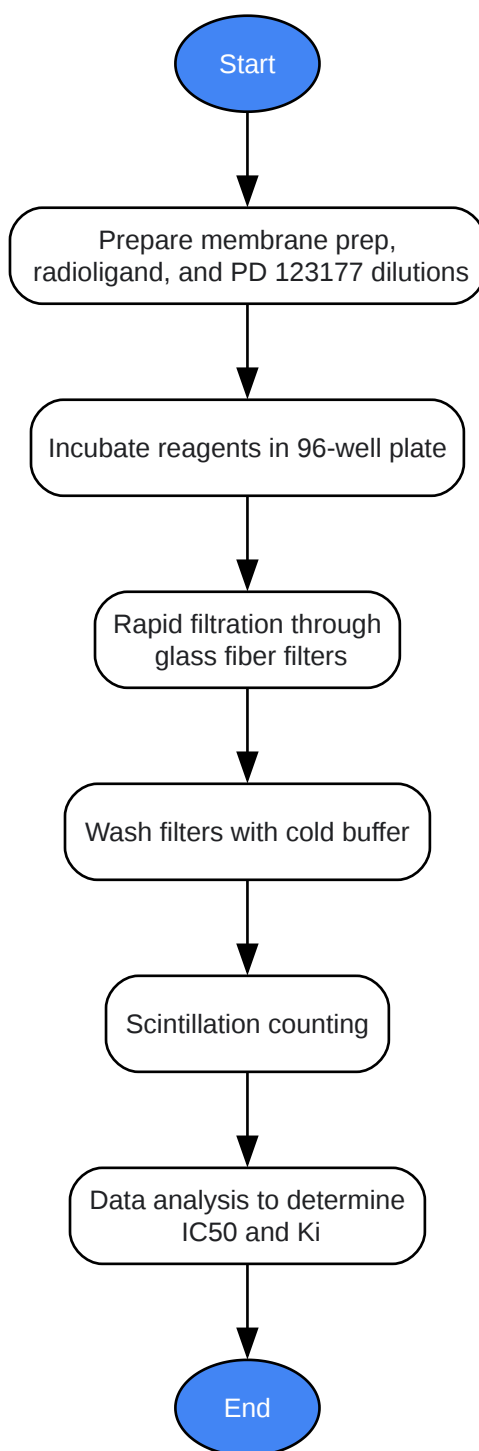 Start
Prepare membrane prep,
radioligand, and PD 123177 dilutions
Incubate reagents in 96-well plate
Rapid filtration through
glass fiber filters
Wash filters with cold buffer
Scintillation counting
Data analysis to determine
IC50 and Ki
End